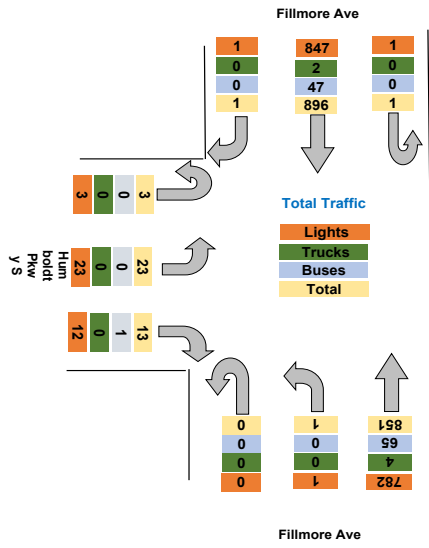 Fillmore Ave
1 847 1
0 2 0
0 47 0
1 896 1
3 0 0 3
Total Traffic
Lights
Trucks
Buses
Total
Hum
boldt
Pkw
y S
23 0 0 23
12 0 1 13
0 1 851
0 0 65
0 0 4
0 1 782
Fillmore Ave